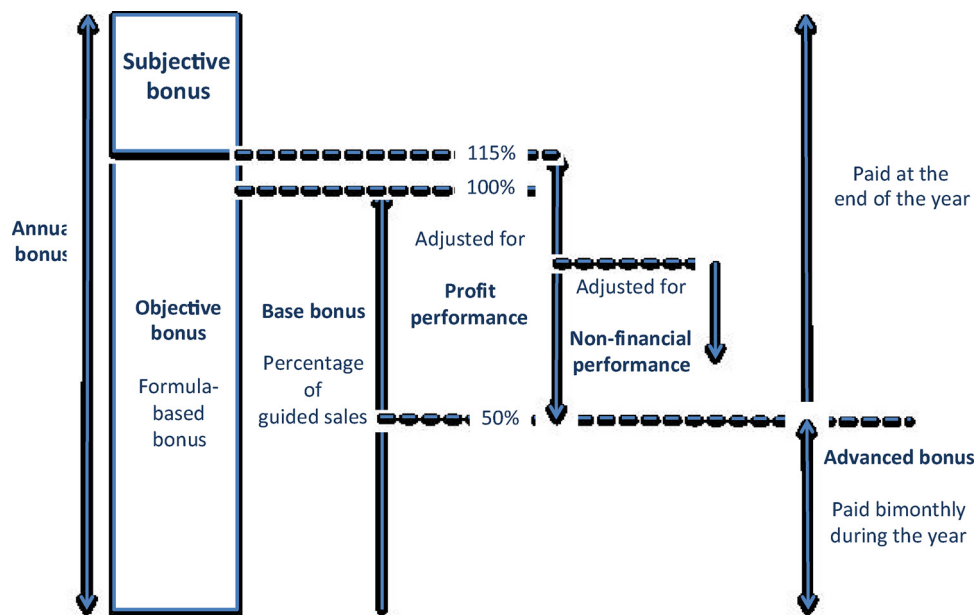 Subjective
bonus
115%
100%
Paid at the
end of the year
Annua
bonus
Adjusted for
Profit
performance
Adjusted for
Non-financial
performance
Objective
bonus
Formula-
based
bonus
Base bonus
Percentage
of
guided sales
50%
Advanced bonus
Paid bimonthly
during the year